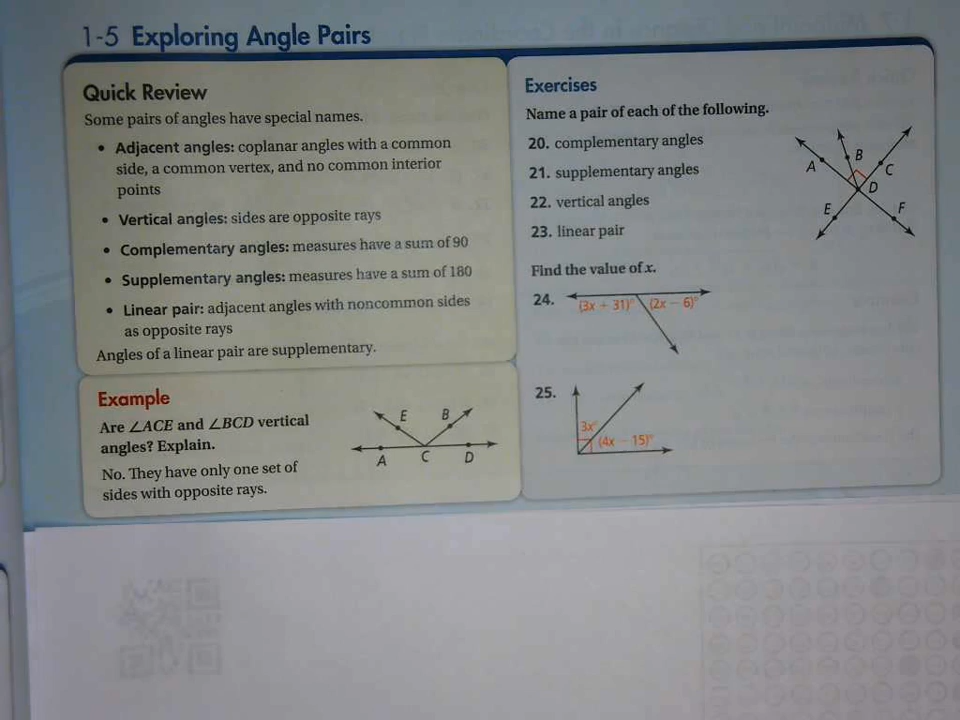 1-5 Exploring Angle Pairs
Quick Review
Some pairs of angles have special names.
• Adjacent angles: coplanar angles with a common
side, a common vertex, and no common interior
points
• Vertical angles: sides are opposite rays
• Complementary angles: measures have a sum of 90
• Supplementary angles: measures have a sum of 180
• Linear pair: adjacent angles with noncommon sides
as opposite rays
Angles of a linear pair are supplementary.
Example
Are ∠ACE and ∠BCD vertical
angles? Explain.
No. They have only one set of
sides with opposite rays.
E B
A C D
Exercises
Name a pair of each of the following.
20. complementary angles
21. supplementary angles
22. vertical angles
23. linear pair
A B C
D
E F
Find the value of x.
24. (3x + 31)° (2x − 6)°
25.
3x°
(4x − 15)°